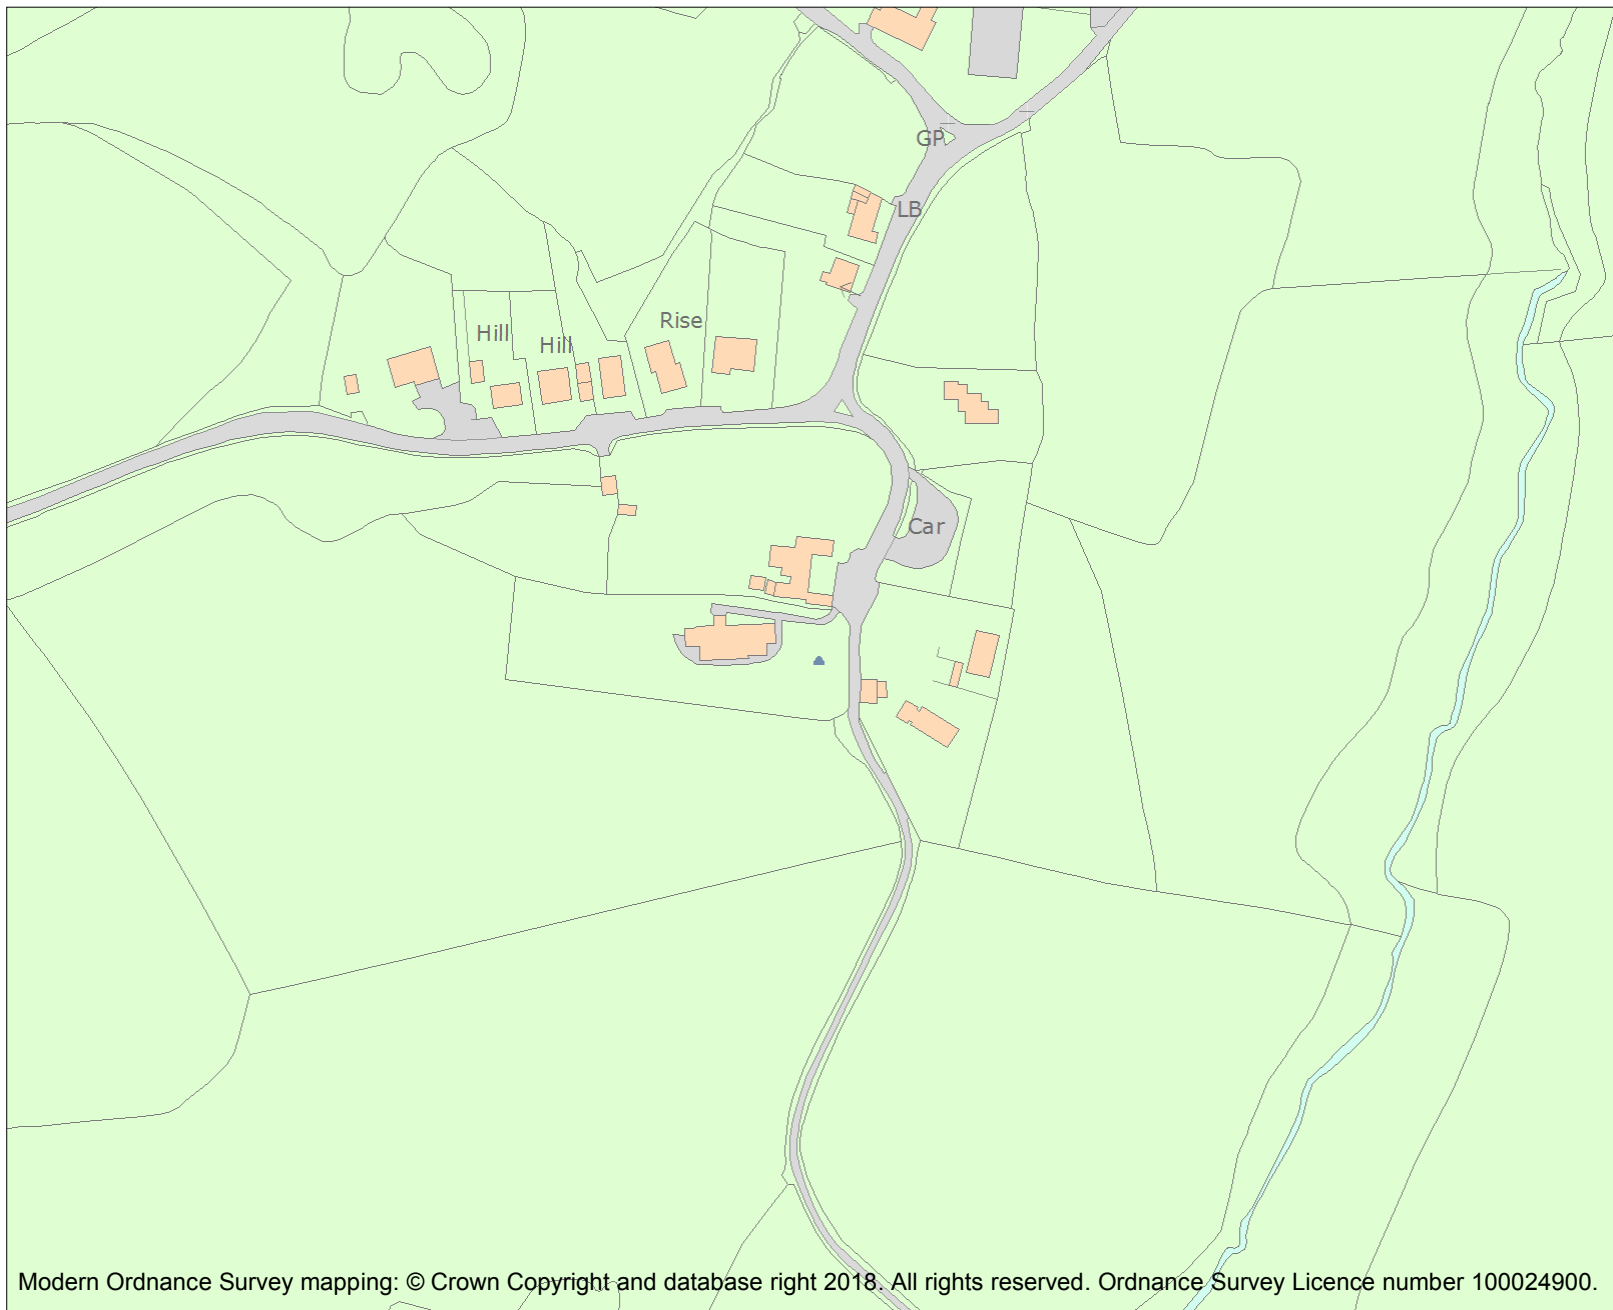 GP
LB
Rise
Hill
Hill
Car
Modern Ordnance Survey mapping: © Crown Copyright and database right 2018. All rights reserved. Ordnance Survey Licence number 100024900.